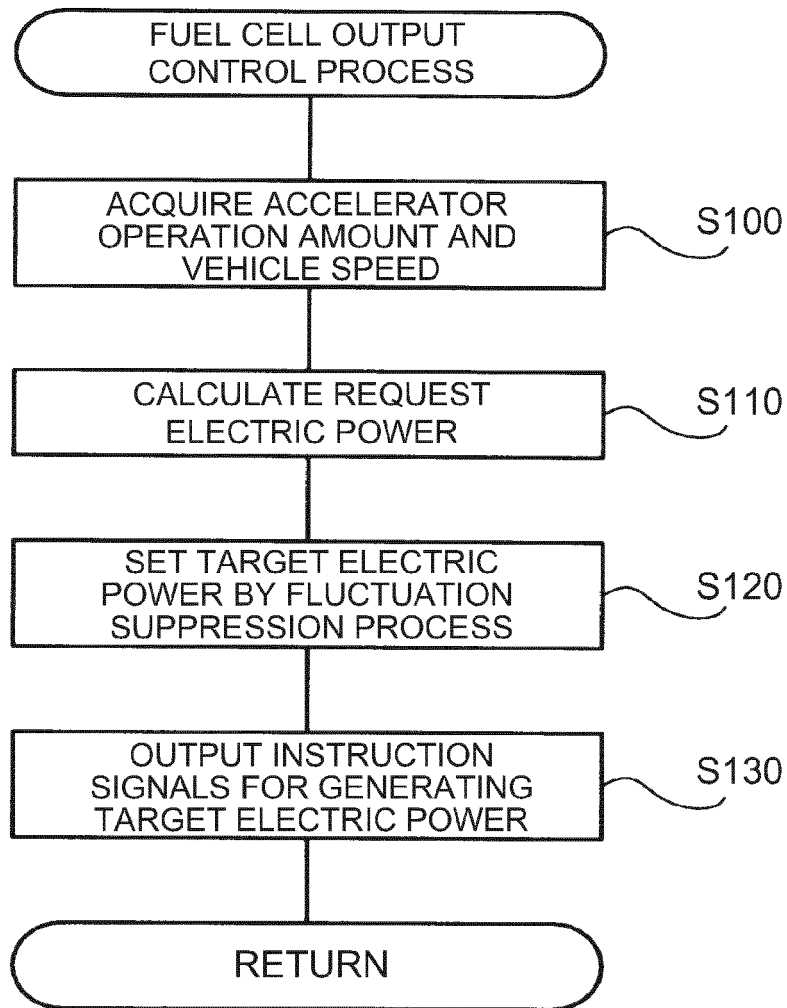 FUEL CELL OUTPUT
CONTROL PROCESS
ACQUIRE ACCELERATOR
OPERATION AMOUNT AND
VEHICLE SPEED
S100
CALCULATE REQUEST
ELECTRIC POWER
S110
SET TARGET ELECTRIC
POWER BY FLUCTUATION
SUPPRESSION PROCESS
S120
OUTPUT INSTRUCTION
SIGNALS FOR GENERATING
TARGET ELECTRIC POWER
S130
RETURN